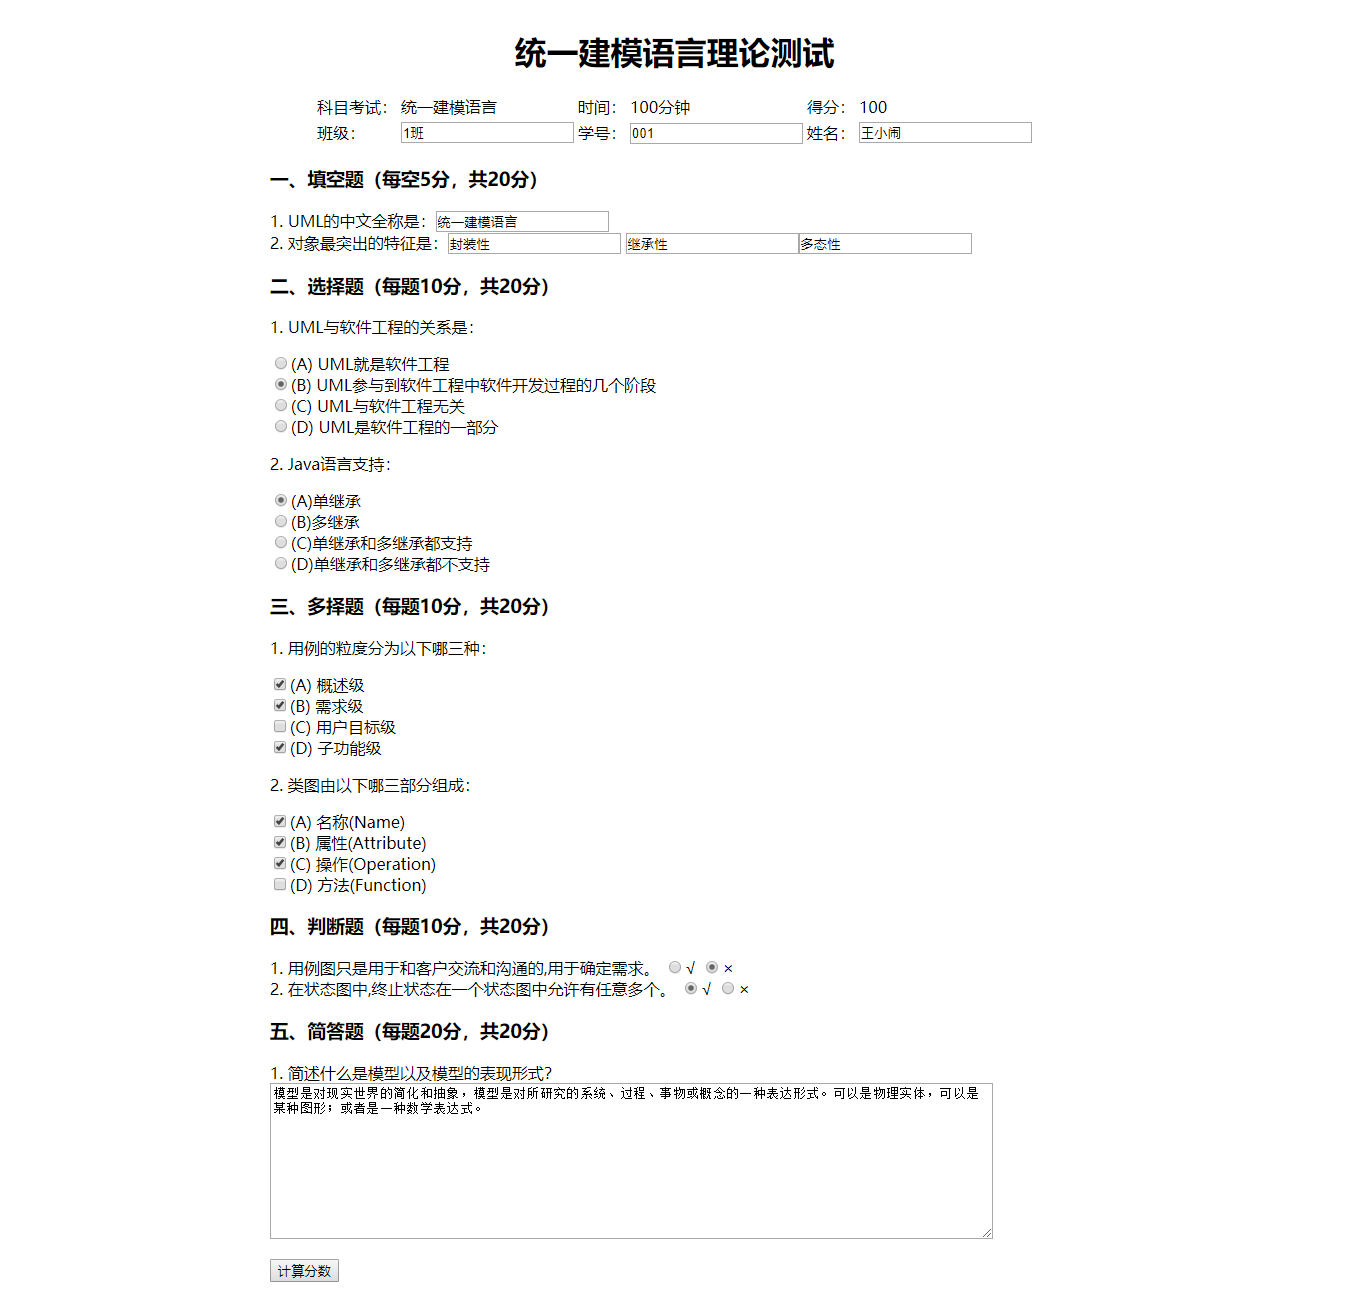 统一建模语言理论测试
科目考试： 统一建模语言 时间： 100分钟 得分： 100
班级： 1班 学号： 001 姓名： 王小闹
一、填空题（每空5分，共20分）
1. UML的中文全称是： 统一建模语言
2. 对象最突出的特征是： 封装性 继承性 多态性
二、选择题（每题10分，共20分）
1. UML与软件工程的关系是：
(A) UML就是软件工程
(B) UML参与到软件工程中软件开发过程的几个阶段
(C) UML与软件工程无关
(D) UML是软件工程的一部分
2. Java语言支持：
(A)单继承
(B)多继承
(C)单继承和多继承都支持
(D)单继承和多继承都不支持
三、多择题（每题10分，共20分）
1. 用例的粒度分为以下哪三种：
(A) 概述级
(B) 需求级
(C) 用户目标级
(D) 子功能级
2. 类图由以下哪三部分组成：
(A) 名称(Name)
(B) 属性(Attribute)
(C) 操作(Operation)
(D) 方法(Function)
四、判断题（每题10分，共20分）
1. 用例图只是用于和客户交流和沟通的,用于确定需求。 √ ×
2. 在状态图中,终止状态在一个状态图中允许有任意多个。 √ ×
五、简答题（每题20分，共20分）
1. 简述什么是模型以及模型的表现形式?
模型是对现实世界的简化和抽象，模型是对所研究的系统、过程、事物或概念的一种表达形式。可以是物理实体，可以是
某种图形；或者是一种数学表达式。
计算分数